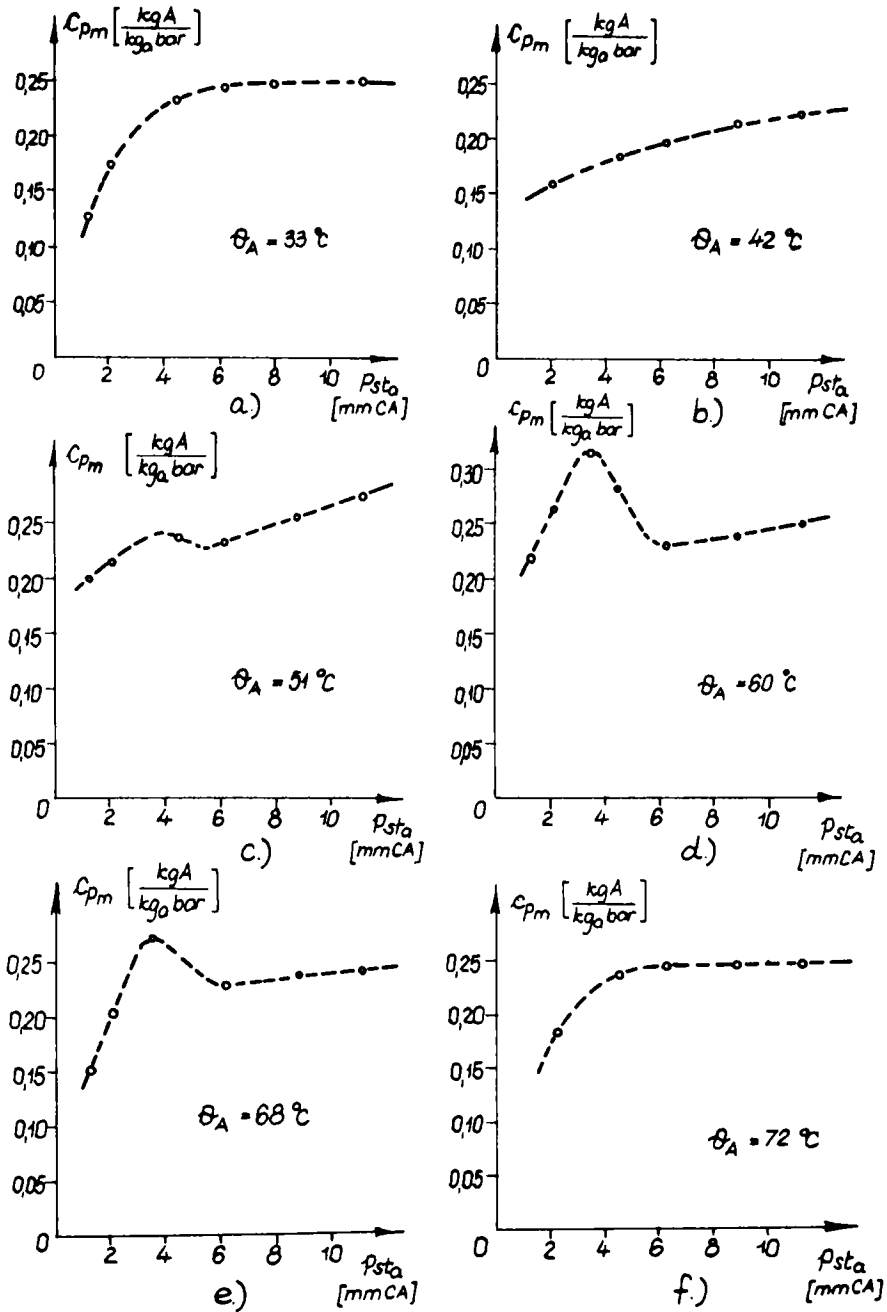 c_pm [kgA / kg_a bar]
0,25
0,20
0,15
0,10
0,05
0
2 4 6 8 10 p_sta
[mmCA]
ϑ_A = 33 °C
a.)
c_pm [kgA / kg_a bar]
0,25
0,20
0,15
0,10
0,05
0
2 4 6 8 10 p_sta
[mmCA]
ϑ_A = 42 °C
b.)
c_pm [kgA / kg_a bar]
0,25
0,20
0,15
0,10
0,05
0
2 4 6 8 10 p_sta
[mmCA]
ϑ_A = 51 °C
c.)
c_pm [kgA / kg_a bar]
0,30
0,25
0,20
0,15
0,10
0,05
0
2 4 6 8 10 p_sta
[mmCA]
ϑ_A = 60 °C
d.)
c_pm [kgA / kg_a bar]
0,25
0,20
0,15
0,10
0,05
0
2 4 6 8 10 p_sta
[mmCA]
ϑ_A = 68 °C
e.)
c_pm [kgA / kg_a bar]
0,25
0,20
0,15
0,10
0,05
0
2 4 6 8 10 p_sta
[mmCA]
ϑ_A = 72 °C
f.)